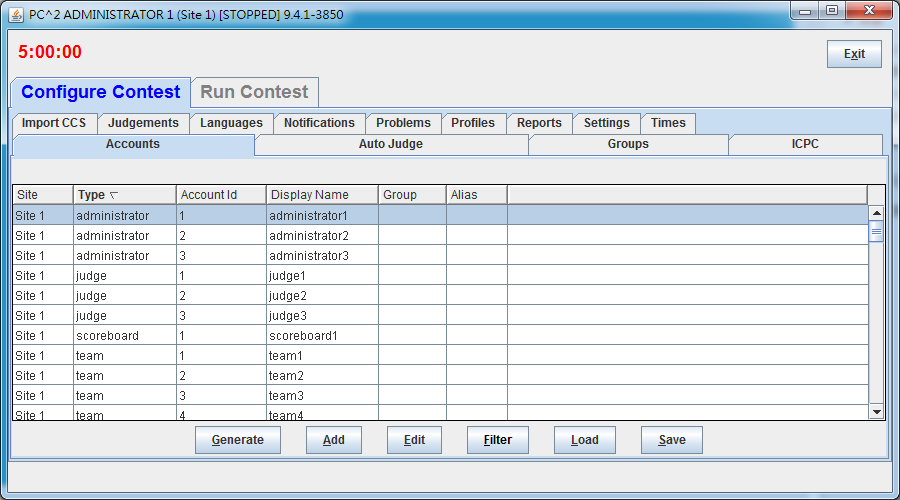 PC^2 ADMINISTRATOR 1 (Site 1) [STOPPED] 9.4.1-3850
5:00:00
Exit
Configure Contest Run Contest
Import CCS Judgements Languages Notifications Problems Profiles Reports Settings Times
Accounts Auto Judge Groups ICPC
Site Type Account Id Display Name Group Alias
Site 1 administrator 1 administrator1
Site 1 administrator 2 administrator2
Site 1 administrator 3 administrator3
Site 1 judge 1 judge1
Site 1 judge 2 judge2
Site 1 judge 3 judge3
Site 1 scoreboard 1 scoreboard1
Site 1 team 1 team1
Site 1 team 2 team2
Site 1 team 3 team3
Site 1 team 4 team4
Generate Add Edit Filter Load Save